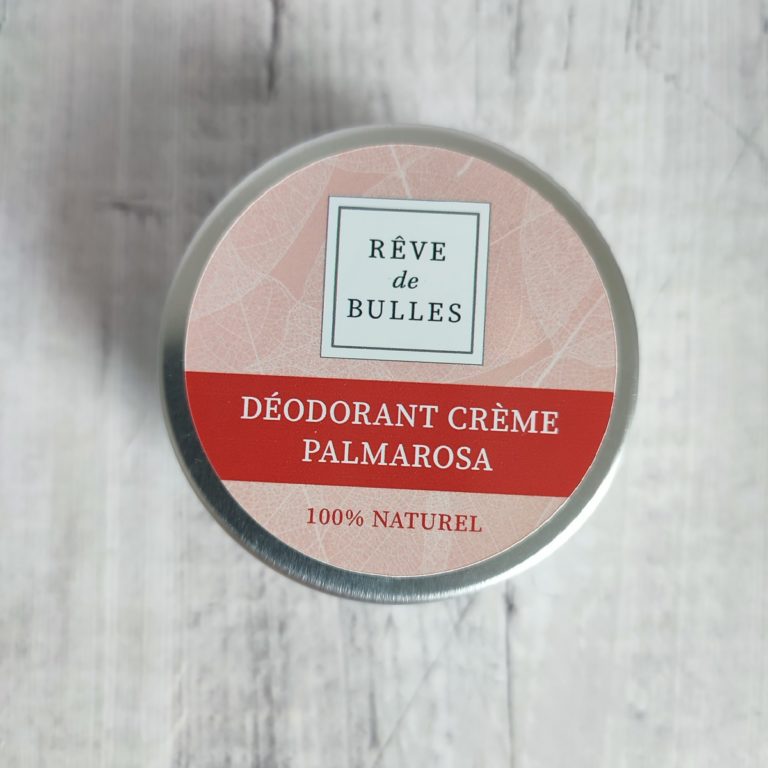 RÊVE
de
BULLES
DÉODORANT CRÈME
PALMAROSA
100% NATUREL